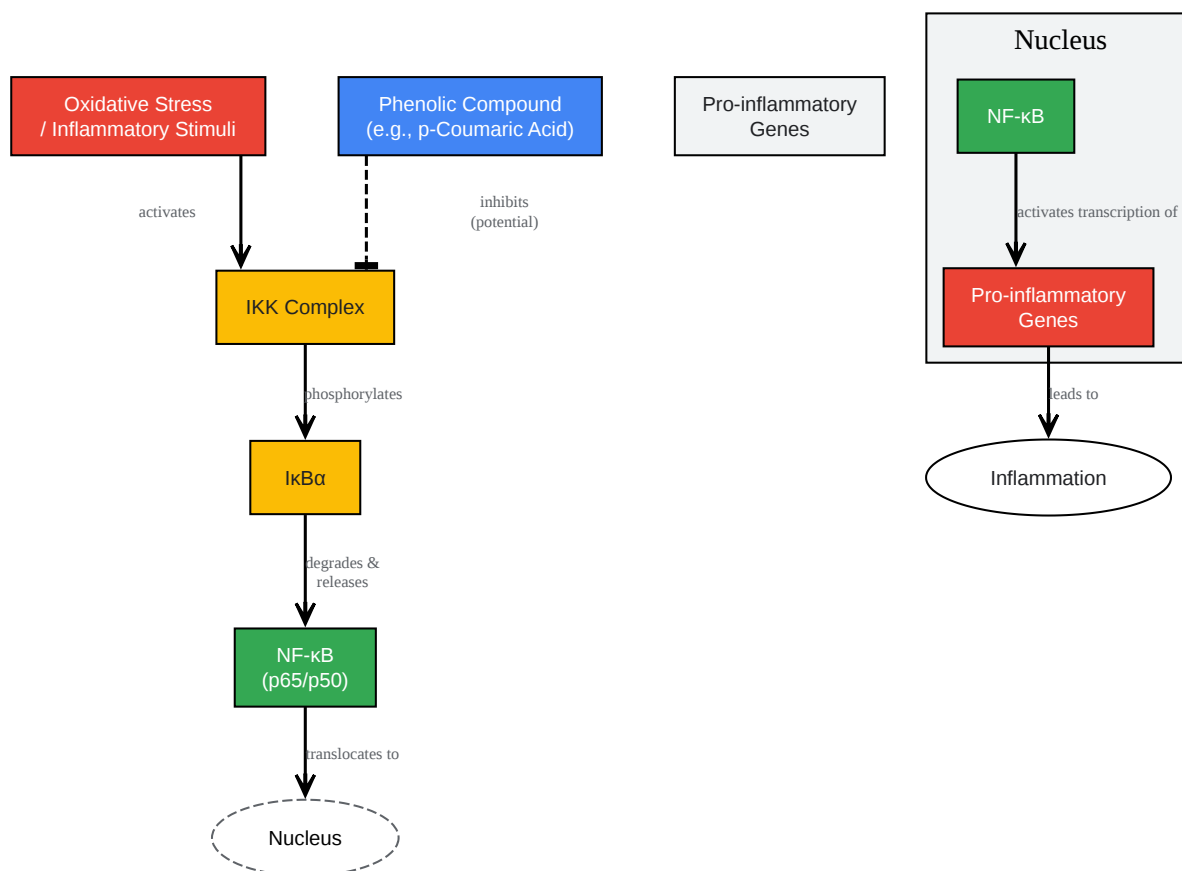 Nucleus
Oxidative Stress
/ Inflammatory Stimuli
Phenolic Compound
(e.g., p-Coumaric Acid)
Pro-inflammatory
Genes
NF-κB
activates
inhibits
(potential)
activates transcription of
IKK Complex
Pro-inflammatory
Genes
phosphorylates
leads to
IκBα
Inflammation
degrades &
releases
NF-κB
(p65/p50)
translocates to
Nucleus